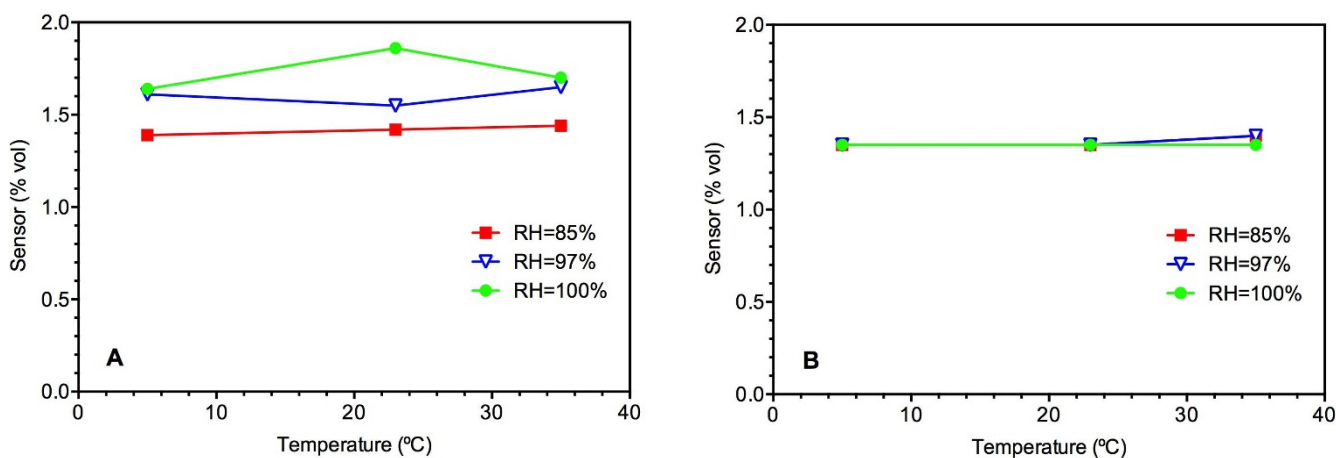 2.0
1.5
1.0
0.5
0.0
Sensor (% vol)
RH=85%
RH=97%
RH=100%
A
0
10
20
30
40
Temperature (ºC)
2.0
1.5
1.0
0.5
0.0
Sensor (% vol)
RH=85%
RH=97%
RH=100%
B
0
10
20
30
40
Temperature (ºC)